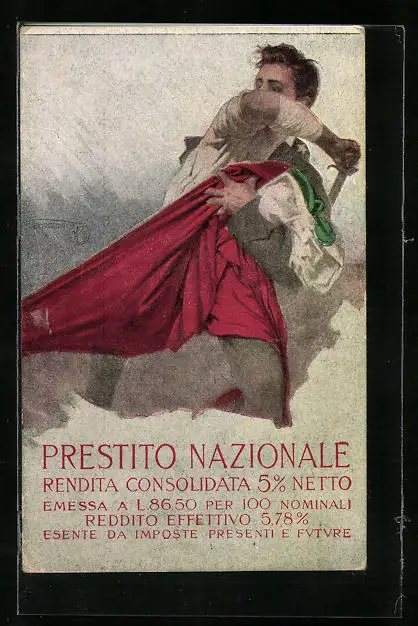 PRESTITO NAZIONALE
RENDITA CONSOLIDATA 5% NETTO
EMESSA A L.86.50 PER 100 NOMINALI
REDDITO EFFETTIVO 5,78%
ESENTE DA IMPOSTE PRESENTI E FVTVRE